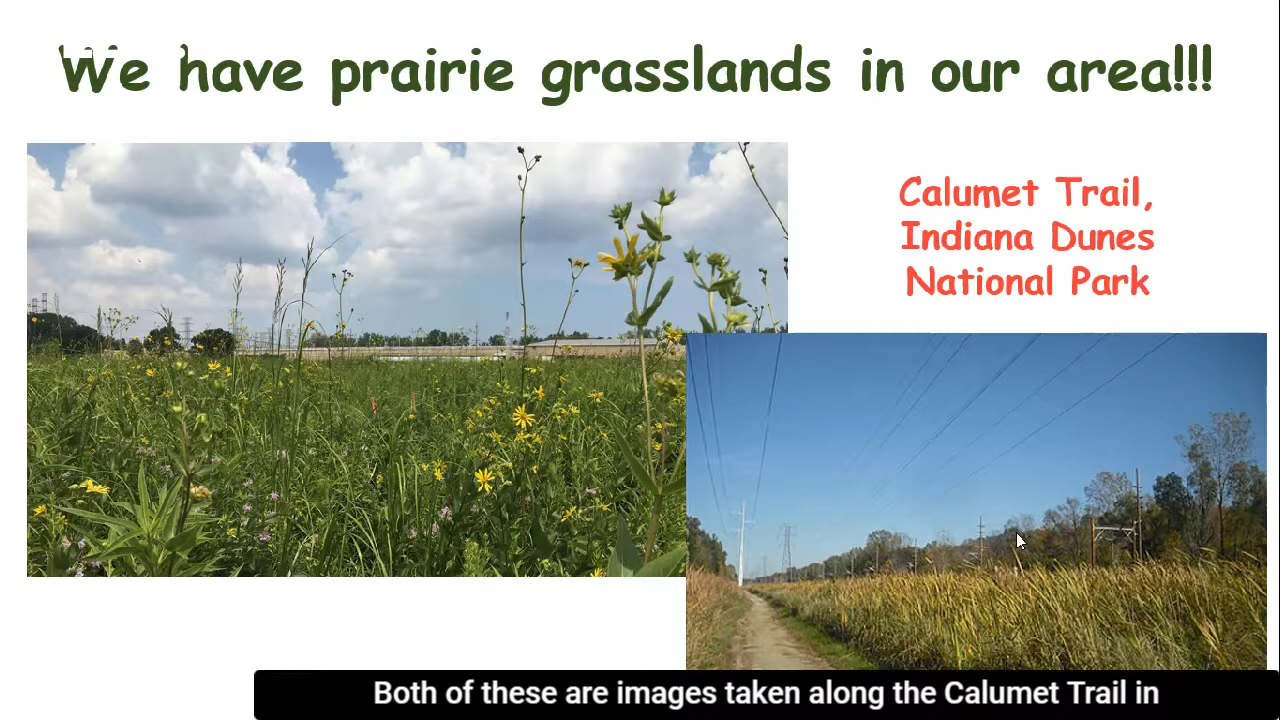 We have prairie grasslands in our area!!!
Calumet Trail,
Indiana Dunes
National Park
Both of these are images taken along the Calumet Trail in